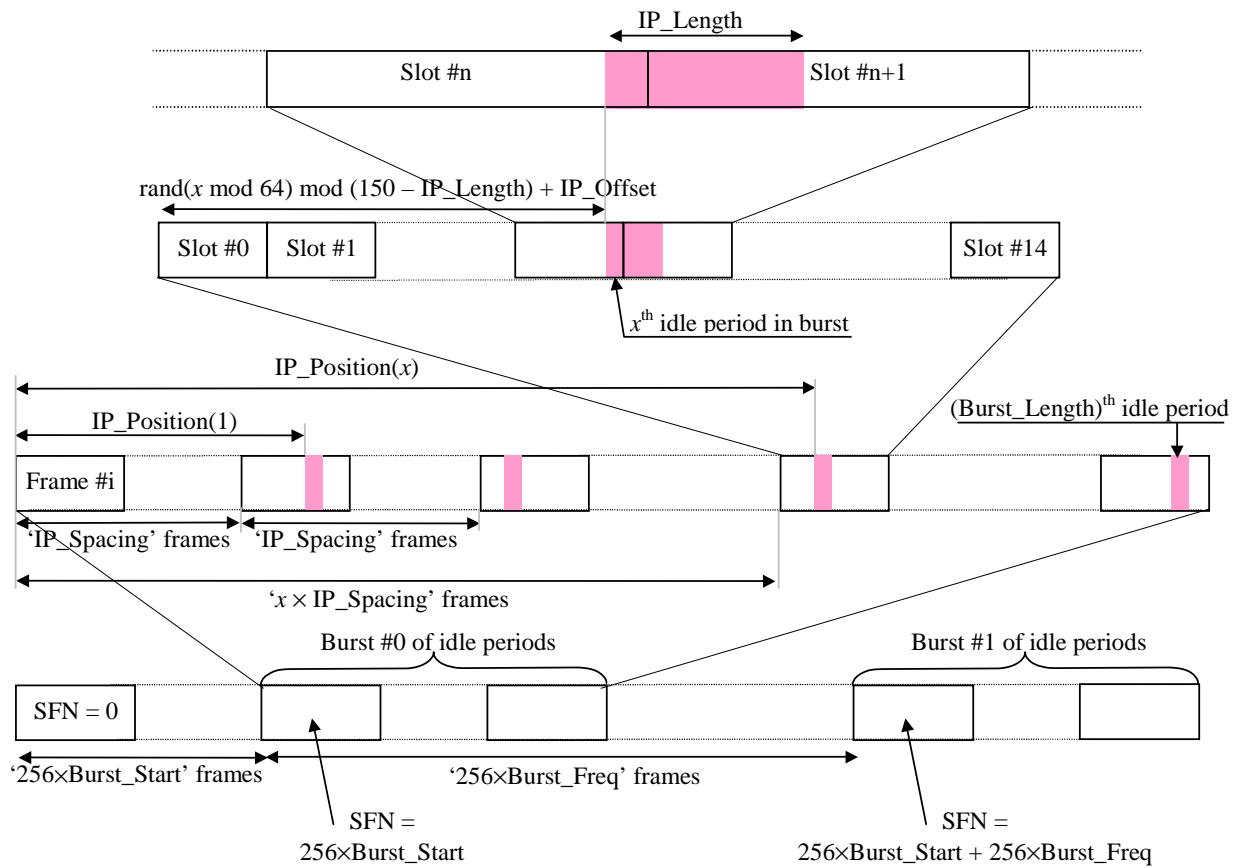 IP_Length
Slot #n
Slot #n+1
rand(x mod 64) mod (150 – IP_Length) + IP_Offset
Slot #0
Slot #1
Slot #14
xth idle period in burst
IP_Position(x)
(Burst_Length)th idle period
IP_Position(1)
Frame #i
‘IP_Spacing’ frames
‘IP_Spacing’ frames
‘x × IP_Spacing’ frames
Burst #0 of idle periods
Burst #1 of idle periods
SFN = 0
‘256×Burst_Start’ frames
‘256×Burst_Freq’ frames
SFN =
256×Burst_Start
SFN =
256×Burst_Start + 256×Burst_Freq